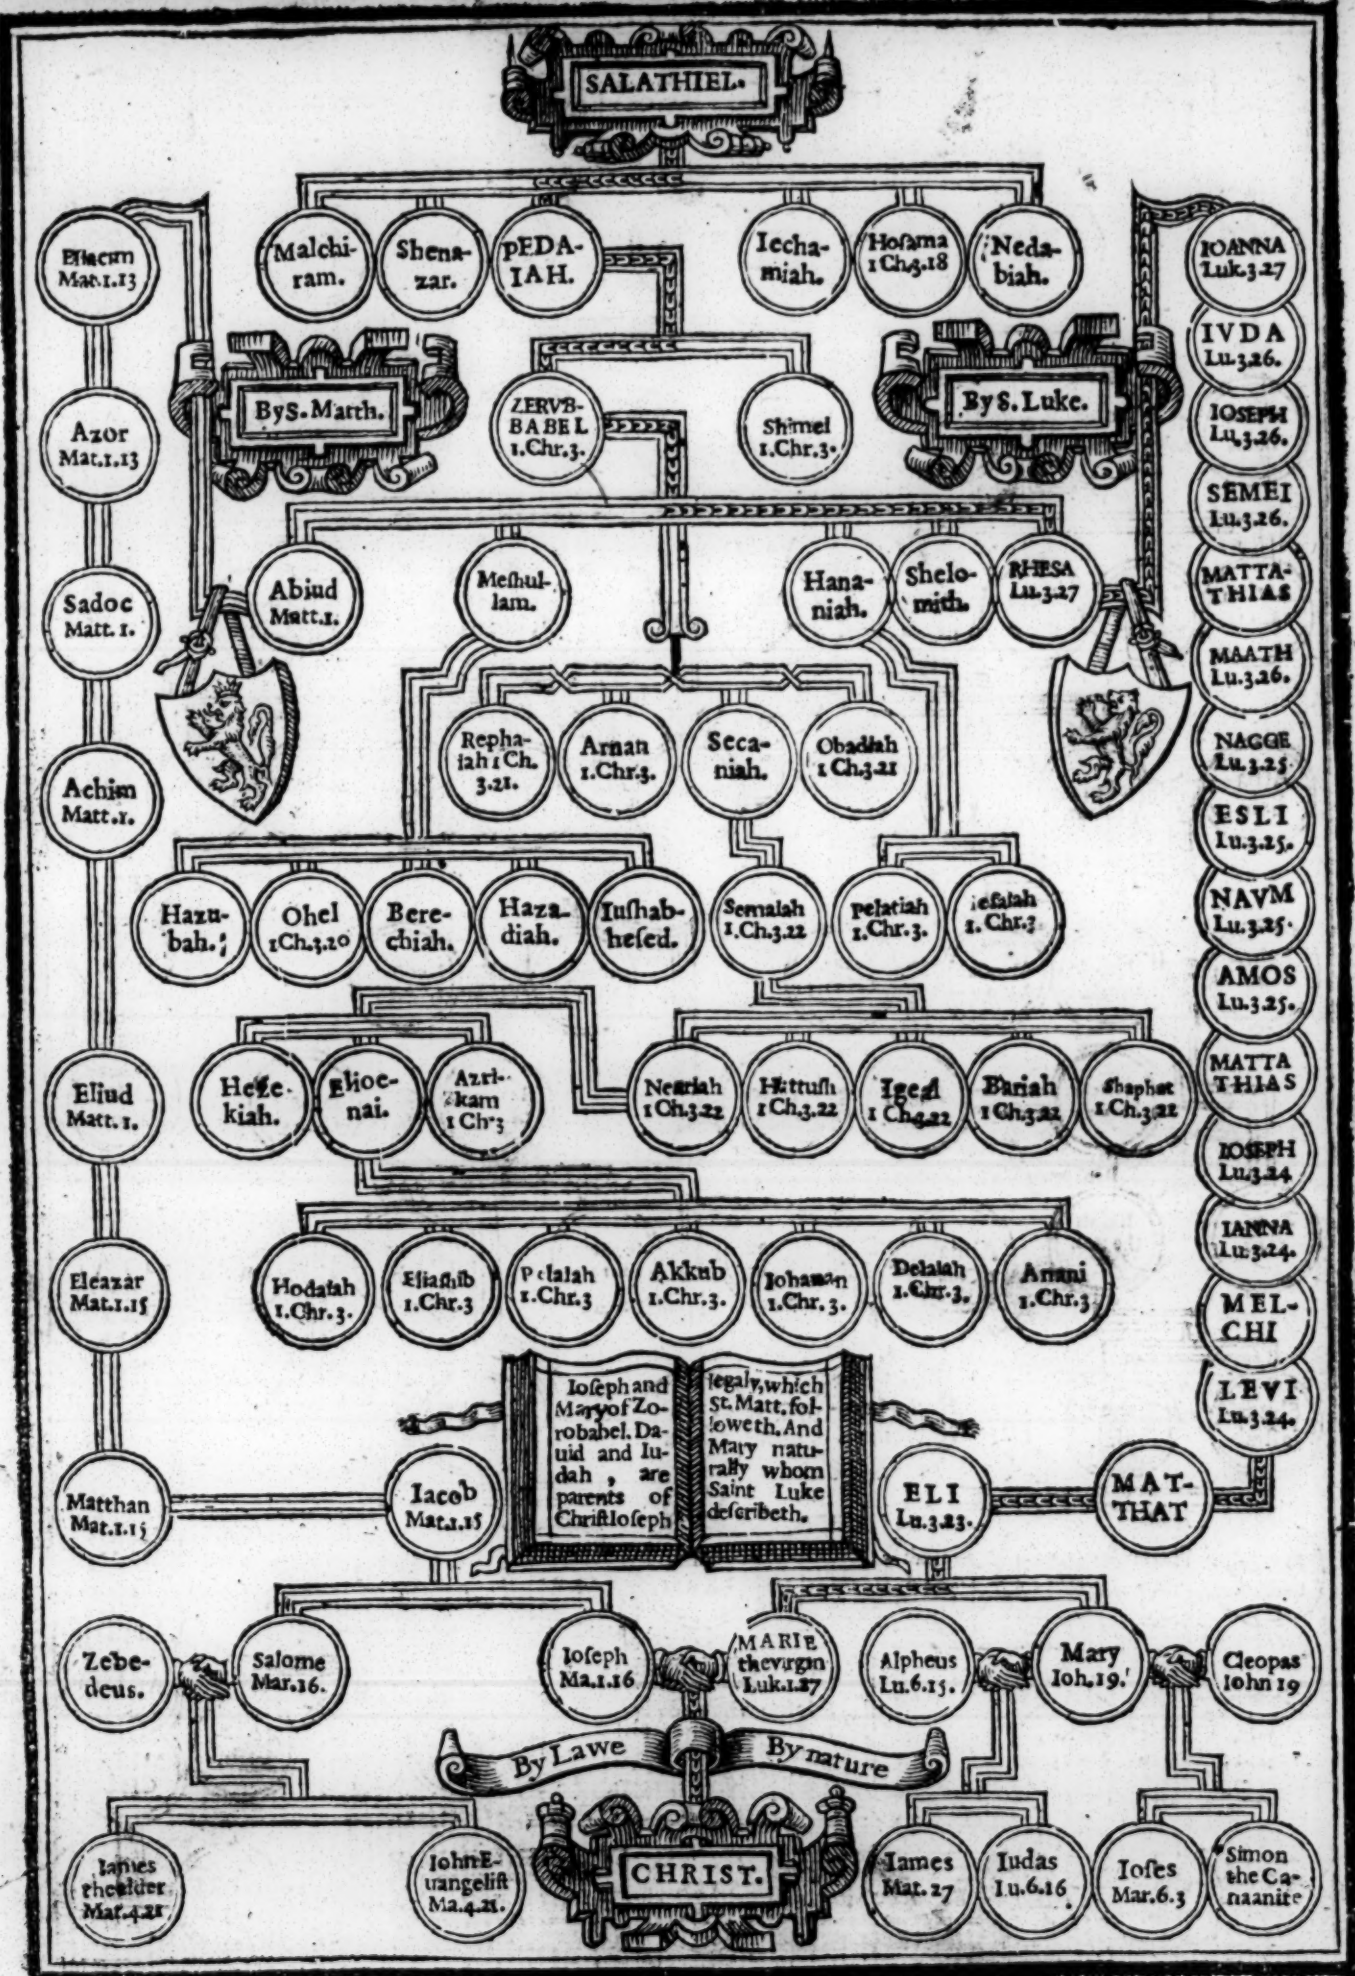 SALATHIEL.
Malchi-
ram.
Shena-
zar.
PEDA-
IAH.
Iecha-
miah.
Hosama
1 Ch.3.18
Neda-
biah.
Eliacim
Mat.1.13
Azor
Mat.1.13
Sadoc
Matt. 1.
Achim
Matt.1.
Eliud
Matt. 1.
Eleazar
Mat.1.15
Matthan
Mat.1.15
By S. Matth.
ZERVB-
BABEL
1.Chr.3.
Shimei
1.Chr.3.
By S. Luke.
IOANNA
Luk.3.27
IVDA
Lu.3.26.
IOSEPH
Lu.3.26.
SEMEI
Lu.3.26.
MATTA-
THIAS
MAATH
Lu.3.26.
NAGGE
Lu.3.25
ESLI
Lu.3.25.
NAVM
Lu.3.25.
AMOS
Lu.3.25.
MATTA
THIAS
IOSEPH
Lu.3.24
IANNA
Lu.3.24.
MEL-
CHI
LEVI
Lu.3.24.
Abiud
Matt.1.
Meſhul-
lam.
Hana-
niah.
Shelo-
mith.
RHESA
Lu.3.27
Repha-
iah 1 Ch.
3.21.
Arnan
1.Chr.3.
Seca-
niah.
Obadiah
1 Ch.3.21
Hazu-
bah.
Ohel
1Ch.3.20
Bere-
chiah.
Haza-
diah.
Iuſhab-
heſed.
Semaiah
1.Ch.3.22
Pelatiah
1.Chr.3.
Ieſaiah
1. Chr.3
Heze-
kiah.
Elioe-
nai.
Azri-
kam
1 Chr3
Neariah
1 Ch.3.22
Hattuſh
1 Ch.3.22
Igeal
1 Ch.3.22
Bariah
1 Ch.3.22
Shaphat
1 Ch.3.22
Hodaiah
1.Chr.3.
Eliaſhib
1.Chr.3
Pelaiah
1.Chr.3
Akkub
1.Chr.3.
Iohanan
1.Chr.3.
Delaiah
1.Chr.3.
Anani
1.Chr.3
Ioſeph and
Mary of Zo-
robabel. Da-
uid and Iu-
dah, are
parents of
Chriſt Ioſeph
legaly, which
St. Matt. fol-
loweth. And
Mary natu-
rally whom
Saint Luke
deſcribeth.
Iacob
Mat.1.15
ELI
Lu.3.23.
MAT-
THAT
Zebe-
deus.
Salome
Mar.16.
Ioſeph
Ma.1.16
MARIE
the virgin
Luk.1.27
Alpheus
Lu.6.15.
Mary
Ioh.19.
Cleopas
Iohn 19
By Lawe
By nature
Iames
the elder
Mat.4.21
Iohn E-
uangeliſt
Ma.4.21.
CHRIST.
Iames
Mat. 27
Iudas
Lu.6.16
Ioſes
Mar.6.3
Simon
the Ca-
naanite